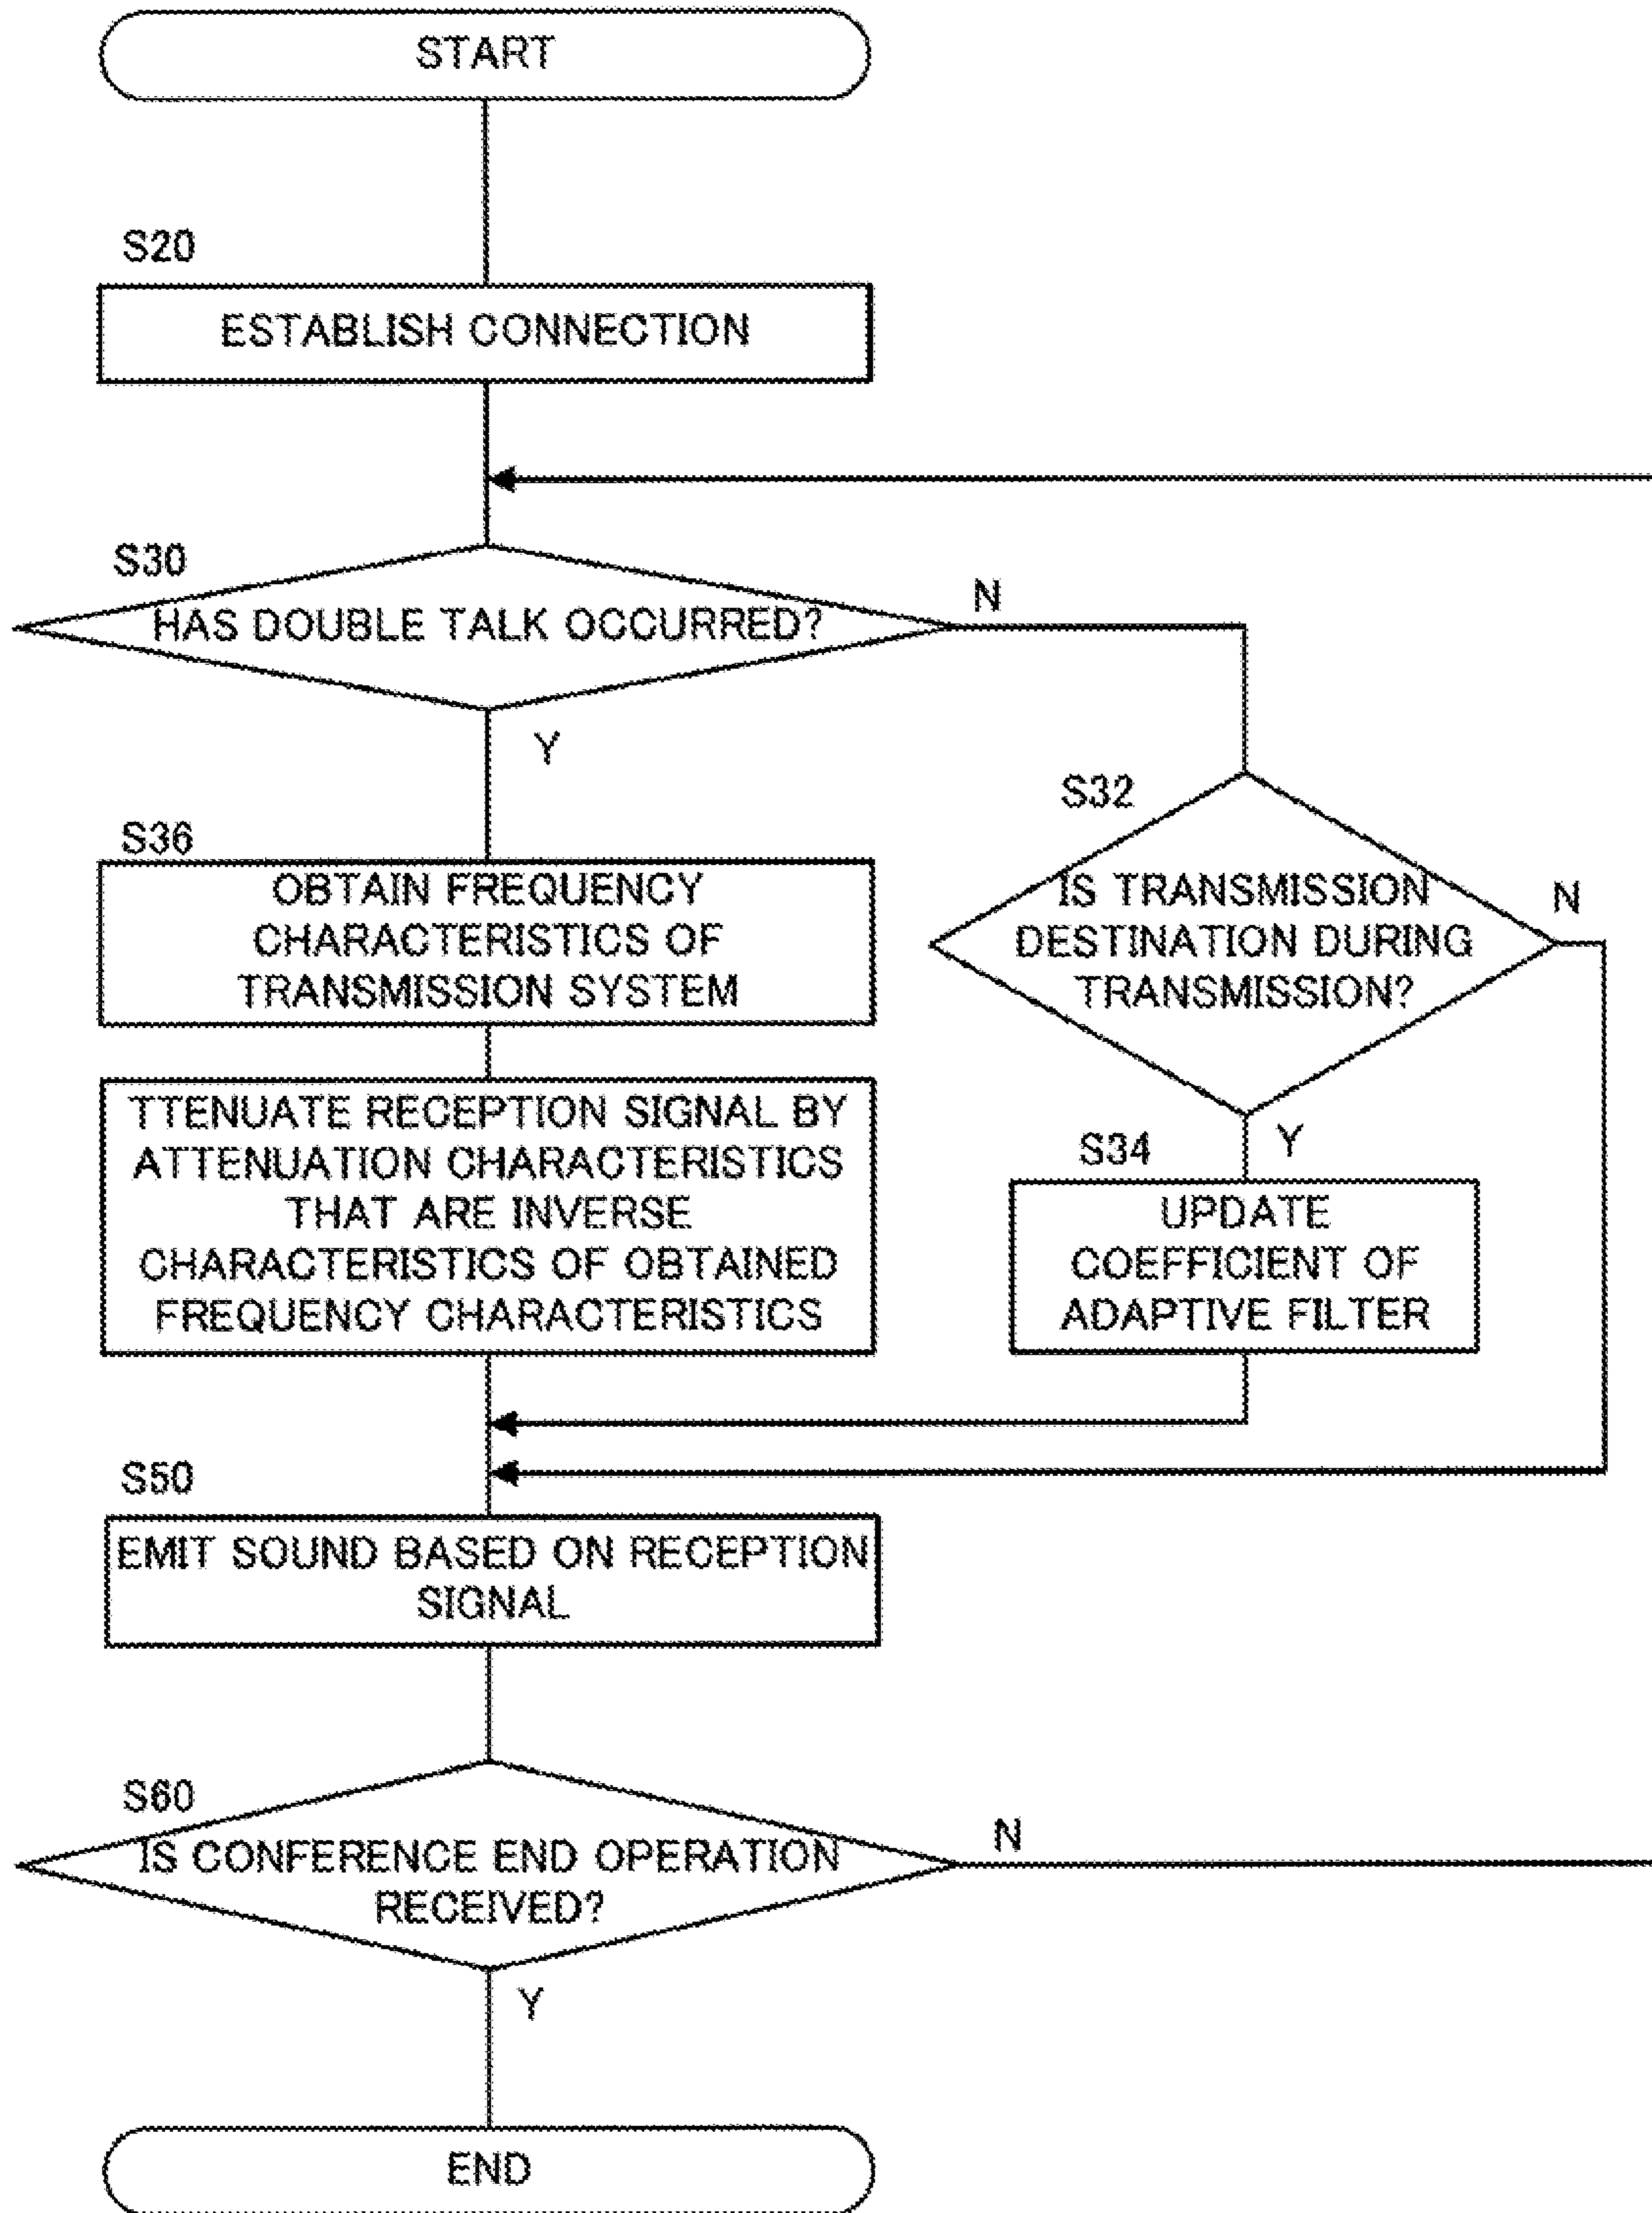 START
S20
ESTABLISH CONNECTION
S30
HAS DOUBLE TALK OCCURRED?
N
Y
S32
IS TRANSMISSION
DESTINATION DURING
TRANSMISSION?
N
Y
S34
UPDATE
COEFFICIENT OF
ADAPTIVE FILTER
S36
OBTAIN FREQUENCY
CHARACTERISTICS OF
TRANSMISSION SYSTEM
TTENUATE RECEPTION SIGNAL BY
ATTENUATION CHARACTERISTICS
THAT ARE INVERSE
CHARACTERISTICS OF OBTAINED
FREQUENCY CHARACTERISTICS
S50
EMIT SOUND BASED ON RECEPTION
SIGNAL
S60
IS CONFERENCE END OPERATION
RECEIVED?
N
Y
END